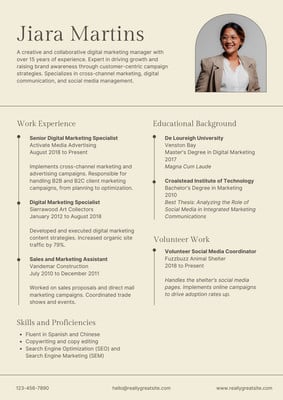 Jiara Martins
A creative and collaborative digital marketing manager with
over 15 years of experience. Expert in driving growth and
raising brand awareness through customer-centric campaign
strategies. Specializes in cross-channel marketing, digital
communication, and social media management.
Work Experience
Senior Digital Marketing Specialist
Activate Media Advertising
August 2018 to Present
Implements cross-channel marketing and
advertising campaigns. Responsible for
handling B2B and B2C client marketing
campaigns, from planning to optimization.
Digital Marketing Specialist
Sierrawood Art Collectors
January 2012 to August 2018
Developed and executed digital marketing
content strategies. Increased organic site
traffic by 79%.
Sales and Marketing Assistant
Vandemar Construction
July 2010 to December 2011
Worked on sales proposals and direct mail
marketing campaigns. Coordinated trade
shows and events.
Skills and Proficiencies
Fluent in Spanish and Chinese
Copywriting and copy editing
Search Engine Optimization (SEO) and
Search Engine Marketing (SEM)
Educational Background
De Loureigh University
Venston Bay
Master's Degree in Digital Marketing
2017
Magna Cum Laude
Croalstead Institute of Technology
Bachelor's Degree in Marketing
2010
Best Thesis: Analyzing the Role of
Social Media in Integrated Marketing
Communications
Volunteer Work
Volunteer Social Media Coordinator
Fuzzbuzz Animal Shelter
2018 to Present
Handles the shelter's social media
pages. Implements online campaigns
to drive adoption rates up.
123-456-7890
hello@reallygreatsite.com
www.reallygreatsite.com